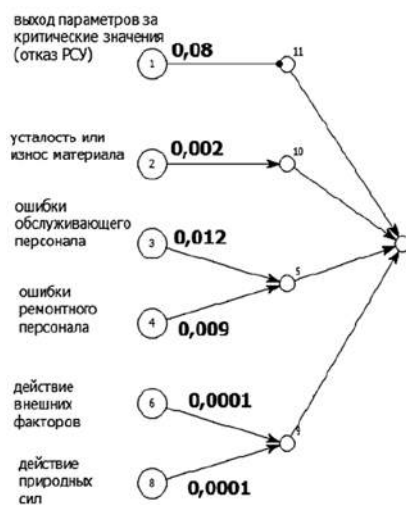 выход параметров за
критические значения
(отказ РСУ)
1
0,08
11
усталость или
износ материала
2
0,002
10
ошибки
обслуживающего
персонала
3
0,012
5
ошибки
ремонтного
персонала
4
0,009
действие
внешних
факторов
6
0,0001
9
действие
природных
сил
8
0,0001